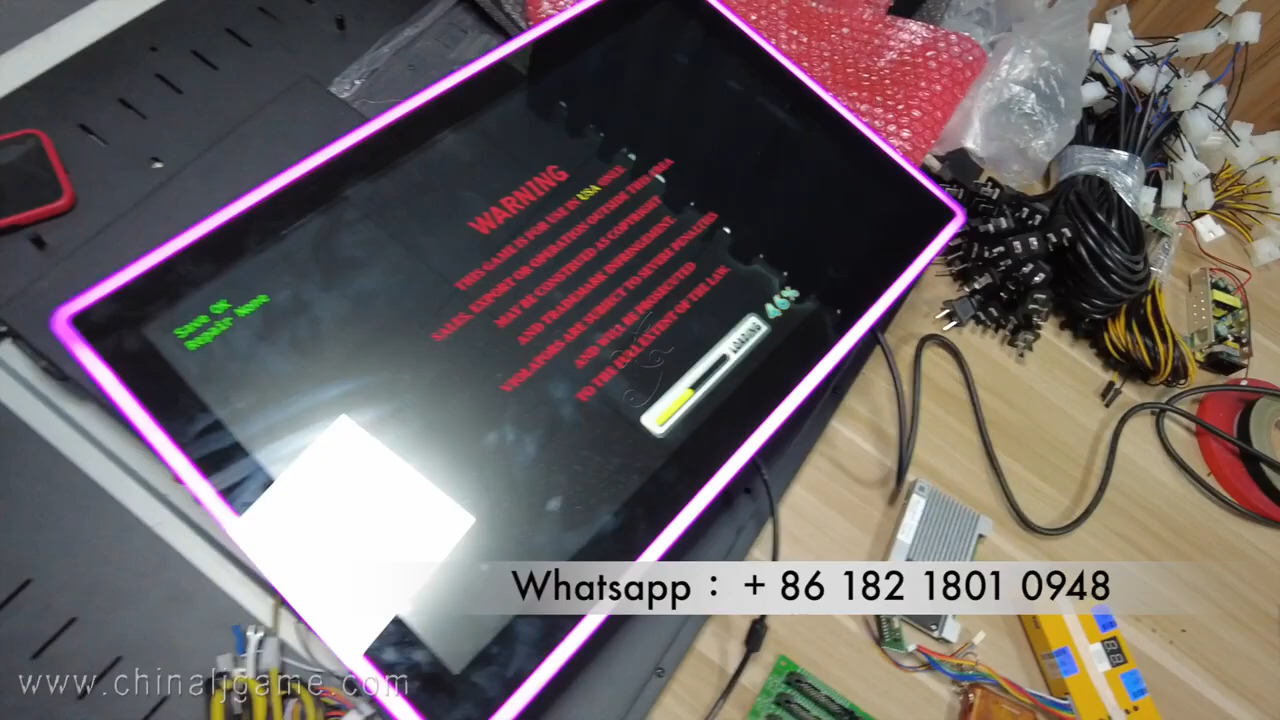 Save OK
Repair None
WARNING
THIS GAME IS FOR USE IN USA ONLY
SALES, EXPORT OR OPERATION OUTSIDE THIS AREA
MAY BE CONSTRUED AS COPYRIGHT
AND TRADEMARK INFRINGEMENT
VIOLATORS ARE SUBJECT TO SEVERE PENALTIES
AND WILL BE PROSECUTED
TO THE FULL EXTENT OF THE LAW
LOADING 46%
Whatsapp：+ 86 182 1801 0948
www.chinaljgame.com